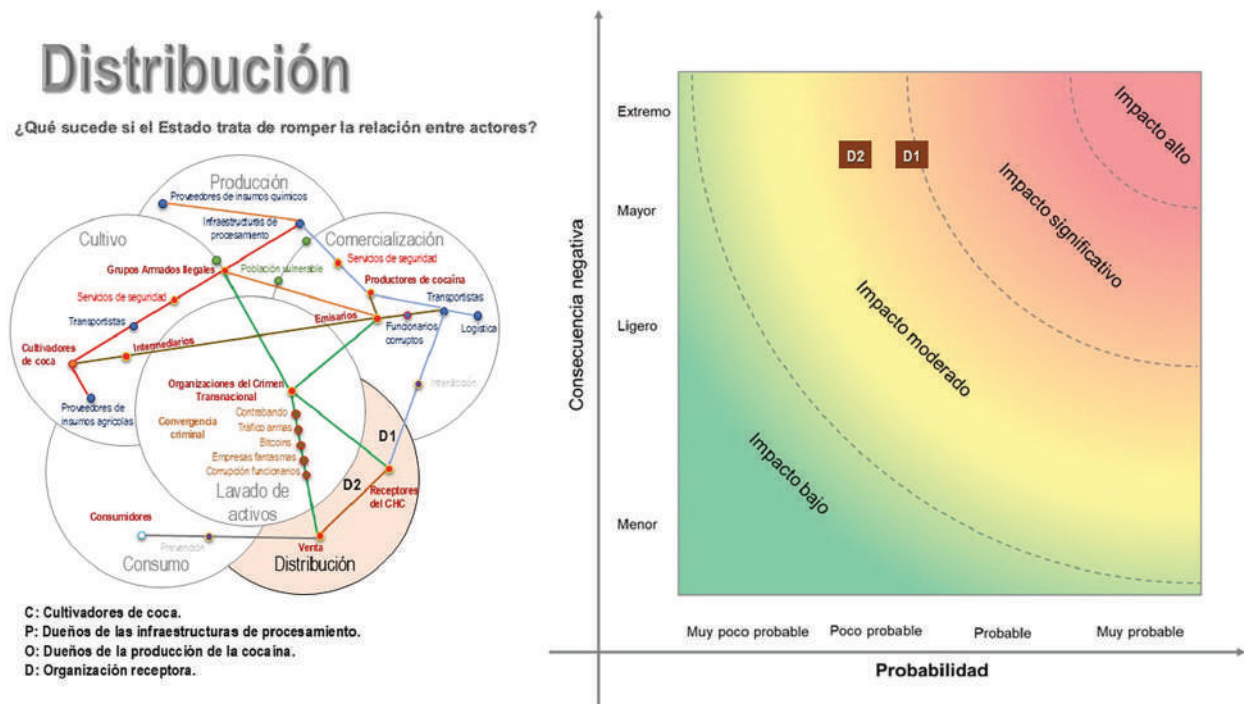 Distribución
¿Qué sucede si el Estado trata de romper la relación entre actores?
Producción
Proveedores de insumos químicos
Infraestructuras de
procesamiento
Cultivo
Comercialización
Grupos Armados Ilegales
Población vulnerable
Servicios de seguridad
Productores de cocaína
Servicios de seguridad
Transportistas
Transportistas
Emisarios
Funcionarios
corruptos
Logística
Cultivadores
de coca
Intermediarios
Proveedores de
insumos agrícolas
Organizaciones del Crimen
Transnacional
Interdicción
Convergencia
criminal
Contrabando
Tráfico armas
Bitcoins
Empresas fantasmas
Corrupción funcionarios
D1
D2
Lavado de
activos
Receptores
del CHC
Consumidores
Prevención
Venta
Consumo
Distribución
C: Cultivadores de coca.
P: Dueños de las infraestructuras de procesamiento.
O: Dueños de la producción de la cocaína.
D: Organización receptora.
Consecuencia negativa
Extremo
Mayor
Lígero
Menor
D2
D1
Impacto alto
Impacto significativo
Impacto moderado
Impacto bajo
Muy poco probable
Poco probable
Probable
Muy probable
Probabilidad